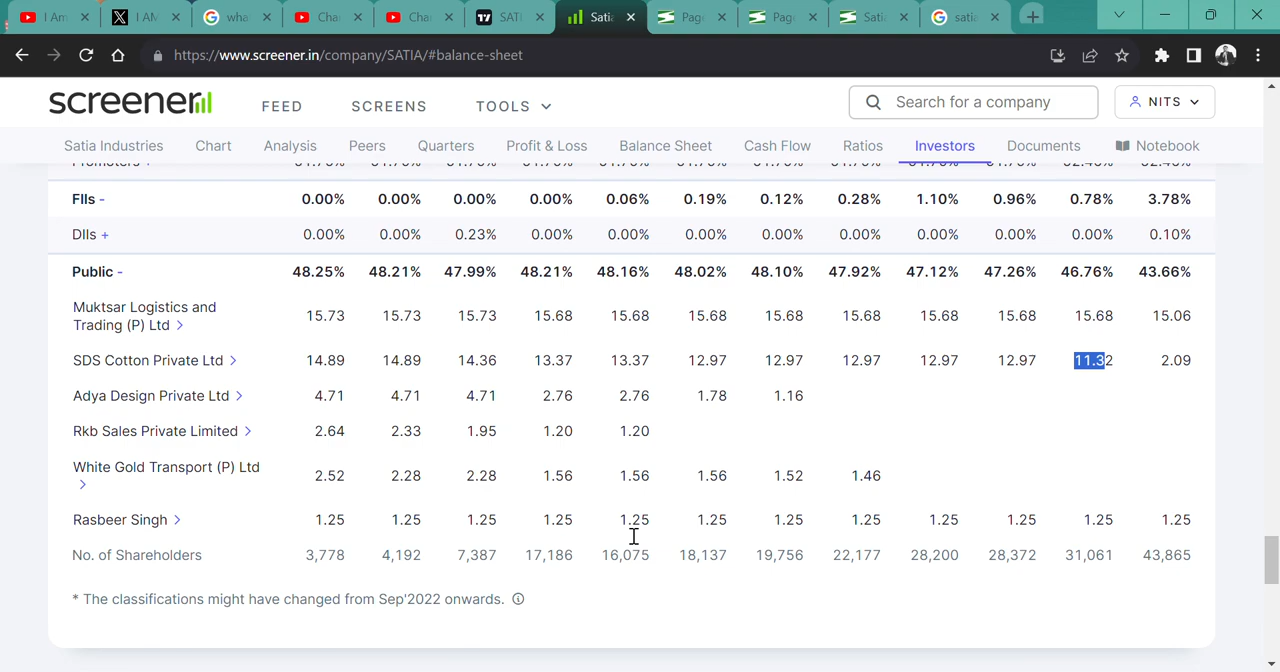 I Am
I AM
wha
Cha
Cha
SATI
Satia
Page
Page
Satia
satia
https://www.screener.in/company/SATIA/#balance-sheet
screener
FEED SCREENS TOOLS
Search for a company
NITS
Satia Industries Chart Analysis Peers Quarters Profit & Loss Balance Sheet Cash Flow Ratios Investors Documents Notebook
FIIs - 0.00% 0.00% 0.00% 0.00% 0.06% 0.19% 0.12% 0.28% 1.10% 0.96% 0.78% 3.78%
DIIs + 0.00% 0.00% 0.23% 0.00% 0.00% 0.00% 0.00% 0.00% 0.00% 0.00% 0.00% 0.10%
Public - 48.25% 48.21% 47.99% 48.21% 48.16% 48.02% 48.10% 47.92% 47.12% 47.26% 46.76% 43.66%
Muktsar Logistics and
Trading (P) Ltd > 15.73 15.73 15.73 15.68 15.68 15.68 15.68 15.68 15.68 15.68 15.68 15.06
SDS Cotton Private Ltd > 14.89 14.89 14.36 13.37 13.37 12.97 12.97 12.97 12.97 12.97 11.32 2.09
Adya Design Private Ltd > 4.71 4.71 4.71 2.76 2.76 1.78 1.16
Rkb Sales Private Limited > 2.64 2.33 1.95 1.20 1.20
White Gold Transport (P) Ltd
> 2.52 2.28 2.28 1.56 1.56 1.56 1.52 1.46
Rasbeer Singh > 1.25 1.25 1.25 1.25 1.25 1.25 1.25 1.25 1.25 1.25 1.25 1.25
No. of Shareholders 3,778 4,192 7,387 17,186 16,075 18,137 19,756 22,177 28,200 28,372 31,061 43,865
* The classifications might have changed from Sep'2022 onwards.